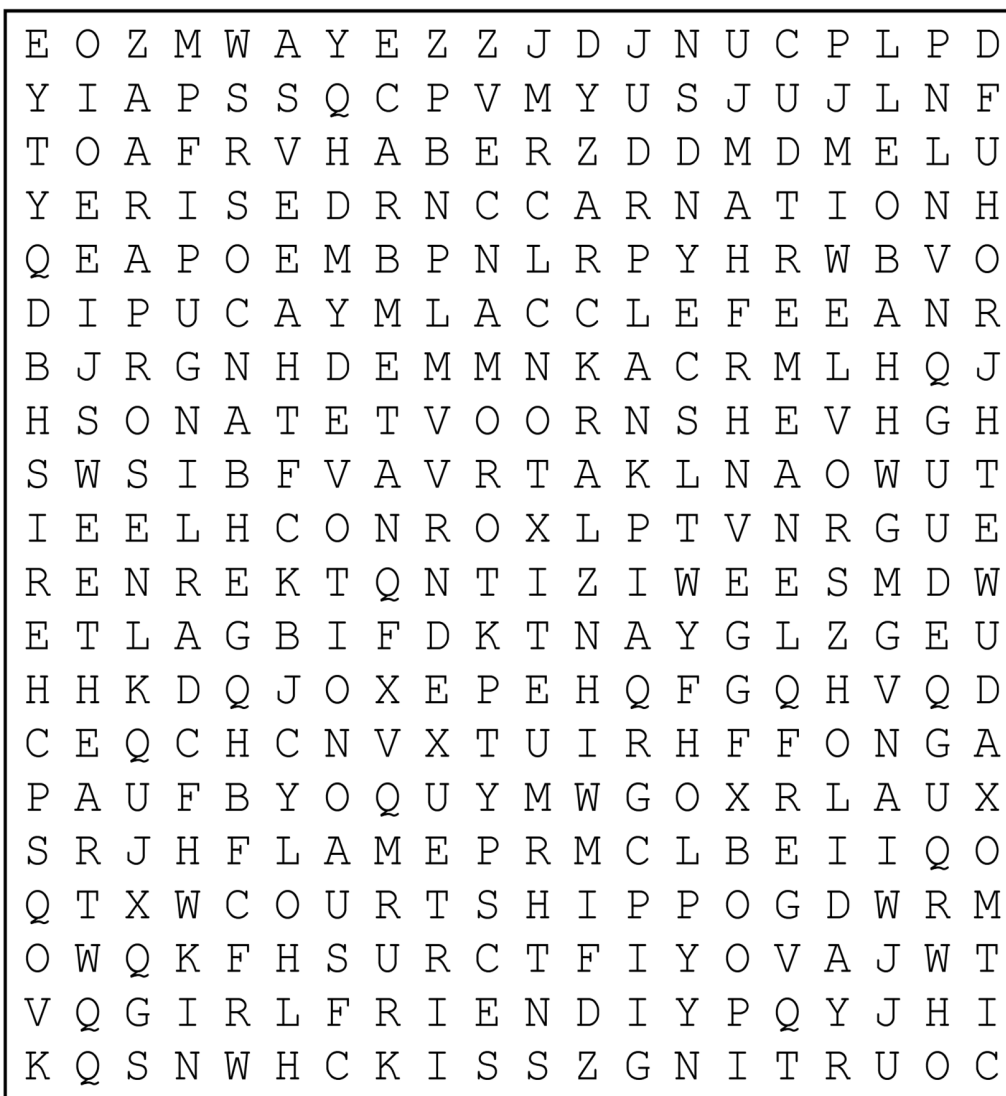 E O Z M W A Y E Z Z J D J N U C P L P D
Y I A P S S Q C P V M Y U S J U J L N F
T O A F R V H A B E R Z D D M D M E L U
Y E R I S E D R N C C A R N A T I O N H
Q E A P O E M B P N L R P Y H R W B V O
D I P U C A Y M L A C C L E F E E A N R
B J R G N H D E M M N K A C R M L H Q J
H S O N A T E T V O O R N S H E V H G H
S W S I B F V A V R T A K L N A O W U T
I E E L H C O N R O X L P T V N R G U E
R E N R E K T Q N T I Z I W E E S M D W
E T L A G B I F D K T N A Y G L Z G E U
H H K D Q J O X E P E H Q F G Q H V Q D
C E Q C H C N V X T U I R H F F O N G A
P A U F B Y O Q U Y M W G O X R L A U X
S R J H F L A M E P R M C L B E I I Q O
Q T X W C O U R T S H I P P O G D W R M
O W Q K F H S U R C T F I Y O V A J W T
V Q G I R L F R I E N D I Y P Q Y J H I
K Q S N W H C K I S S Z G N I T R U O C